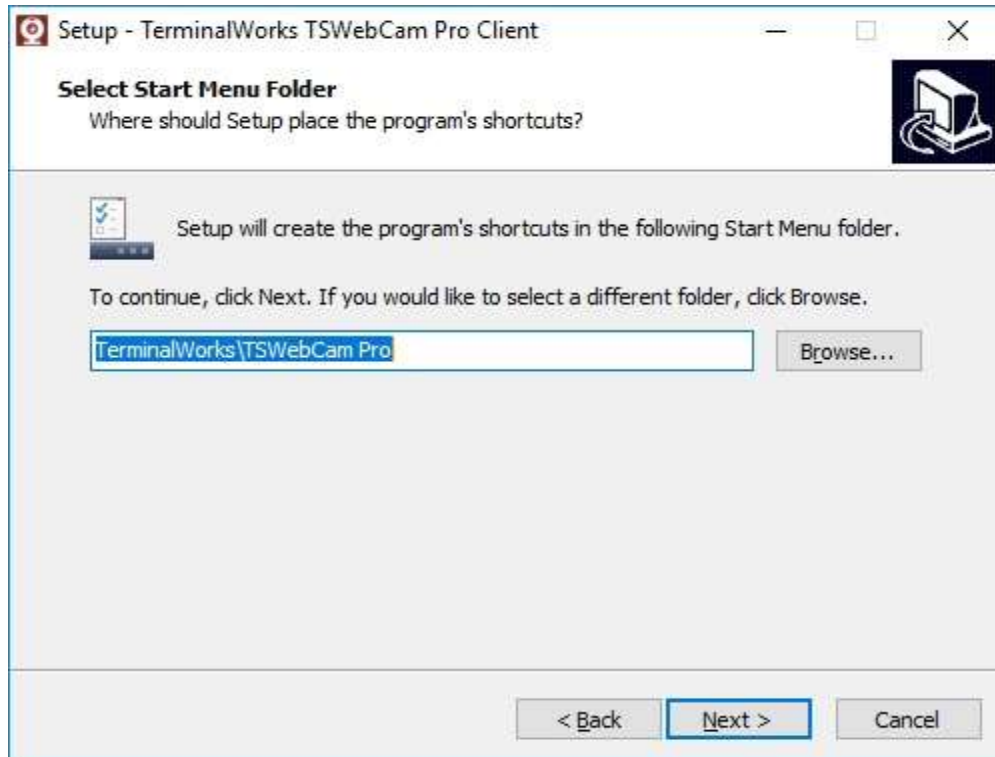 Setup - TerminalWorks TSWebCam Pro Client
Select Start Menu Folder
Where should Setup place the program's shortcuts?
Setup will create the program's shortcuts in the following Start Menu folder.
To continue, click Next. If you would like to select a different folder, click Browse.
TerminalWorks\TSWebCam Pro
Browse...
< Back
Next >
Cancel